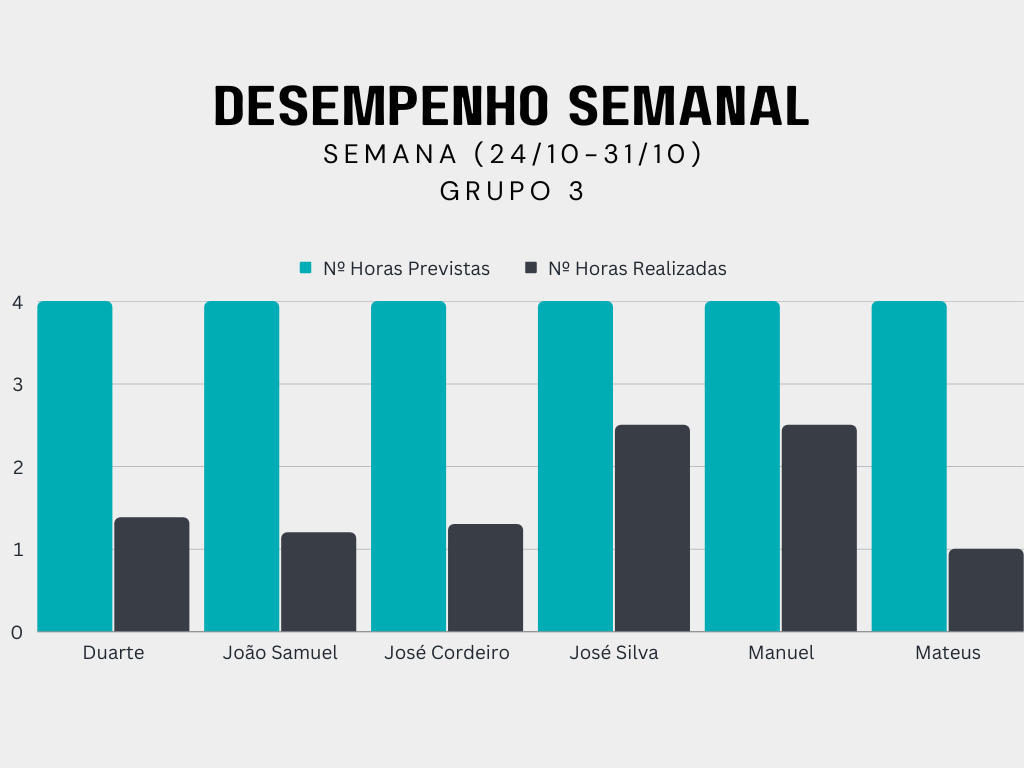 DESEMPENHO SEMANAL
SEMANA (24/10-31/10)
GRUPO 3
Nº Horas Previstas Nº Horas Realizadas
4
3
2
1
0
Duarte João Samuel José Cordeiro José Silva Manuel Mateus